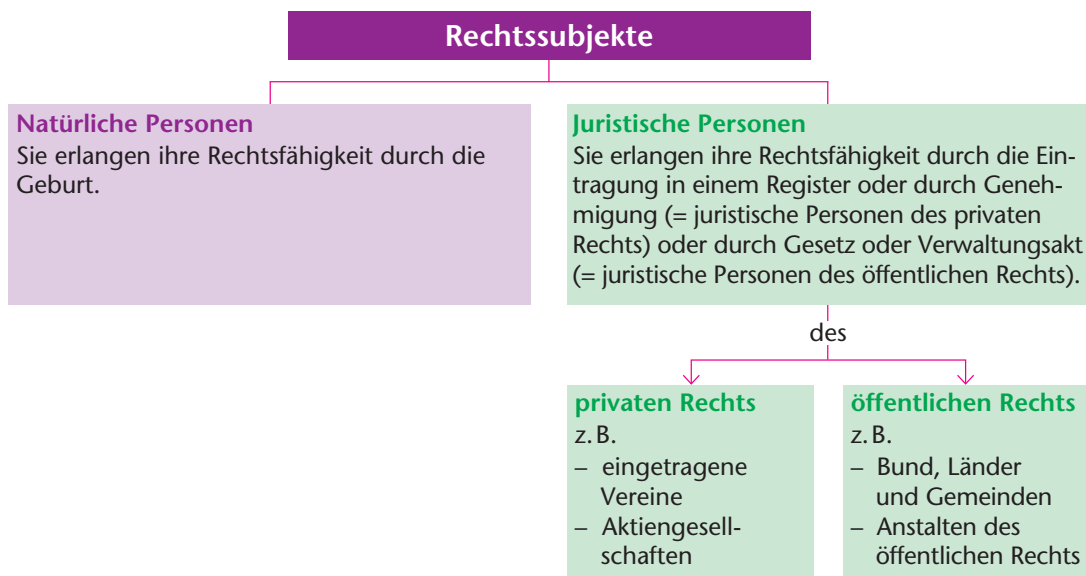 Rechtssubjekte
Natürliche Personen
Sie erlangen ihre Rechtsfähigkeit durch die
Geburt.
Juristische Personen
Sie erlangen ihre Rechtsfähigkeit durch die Ein-
tragung in einem Register oder durch Geneh-
migung (= juristische Personen des privaten
Rechts) oder durch Gesetz oder Verwaltungsakt
(= juristische Personen des öffentlichen Rechts).
des
privaten Rechts
z. B.
– eingetragene
Vereine
– Aktiengesell-
schaften
öffentlichen Rechts
z. B.
– Bund, Länder
und Gemeinden
– Anstalten des
öffentlichen Rechts